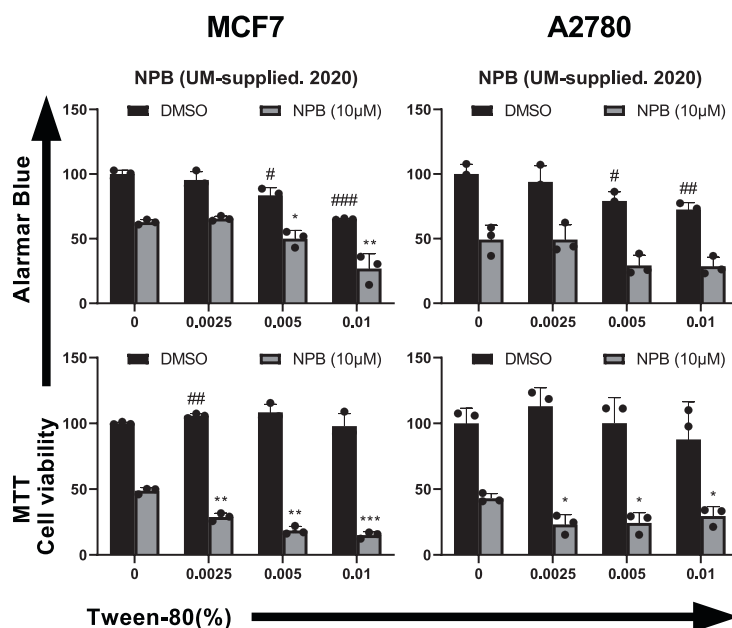 MCF7 A2780
NPB (UM-supplied. 2020) NPB (UM-supplied. 2020)
150 DMSO NPB (10μM) 150 DMSO NPB (10μM)
100 # ### 100 # ##
50 * ** 50
0 0
0 0.0025 0.005 0.01 0 0.0025 0.005 0.01
Alarmar Blue
150 DMSO NPB (10μM) 150 DMSO NPB (10μM)
100 ## 100
50 ** ** *** 50 * * *
0 0
0 0.0025 0.005 0.01 0 0.0025 0.005 0.01
MTT
Cell viability
Tween-80(%)